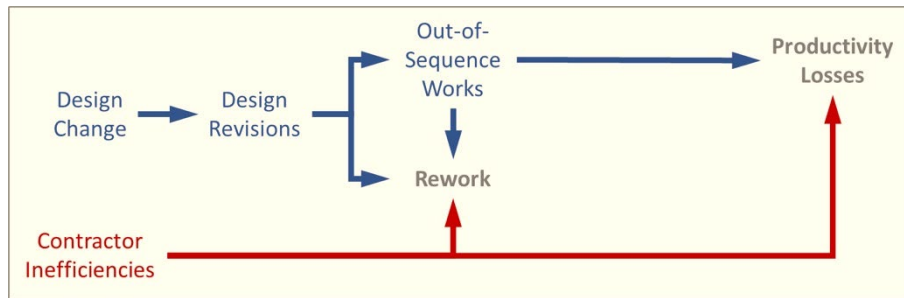 Out-of-
Sequence
Works
Productivity
Losses
Design
Change
Design
Revisions
Rework
Contractor
Inefficiencies